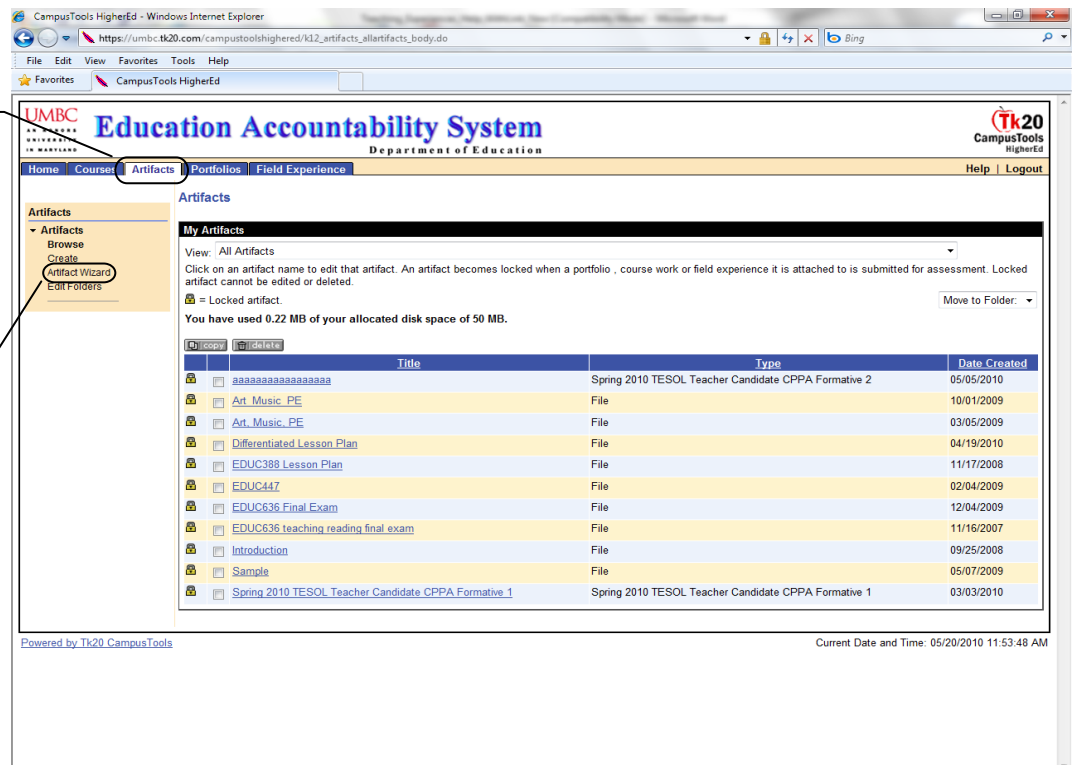 CampusTools HigherEd - Windows Internet Explorer
https://umbc.tk20.com/campustoolshighered/k12_artifacts_allartifacts_body.do
Bing
File Edit View Favorites Tools Help
Favorites CampusTools HigherEd
UMBC
AN HONORS
UNIVERSITY
IN MARYLAND
Education Accountability System
Department of Education
Tk20
CampusTools
HigherEd
Home Courses Artifacts Portfolios Field Experience Help | Logout
Artifacts
Artifacts
Artifacts
Browse
Create
Artifact Wizard
Edit Folders
My Artifacts
View: All Artifacts
Click on an artifact name to edit that artifact. An artifact becomes locked when a portfolio , course work or field experience it is attached to is submitted for assessment. Locked
artifact cannot be edited or deleted.
= Locked artifact. Move to Folder:
You have used 0.22 MB of your allocated disk space of 50 MB.
copy delete
Title Type Date Created
aaaaaaaaaaaaaaaaa Spring 2010 TESOL Teacher Candidate CPPA Formative 2 05/05/2010
Art_Music_PE File 10/01/2009
Art, Music, PE File 03/05/2009
Differentiated Lesson Plan File 04/19/2010
EDUC388 Lesson Plan File 11/17/2008
EDUC447 File 02/04/2009
EDUC636 Final Exam File 12/04/2009
EDUC636 teaching reading final exam File 11/16/2007
Introduction File 09/25/2008
Sample File 05/07/2009
Spring 2010 TESOL Teacher Candidate CPPA Formative 1 Spring 2010 TESOL Teacher Candidate CPPA Formative 1 03/03/2010
Powered by Tk20 CampusTools Current Date and Time: 05/20/2010 11:53:48 AM